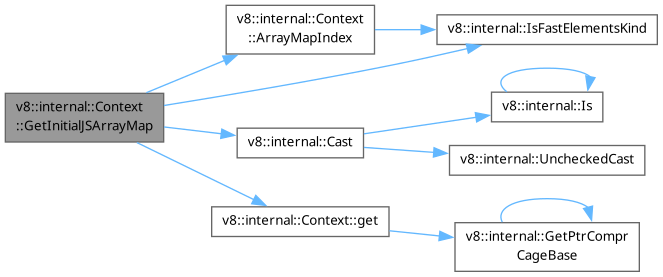 v8::internal::Context
::GetInitialJSArrayMap
v8::internal::Context
::ArrayMapIndex
v8::internal::IsFastElementsKind
v8::internal::Cast
v8::internal::Is
v8::internal::UncheckedCast
v8::internal::Context::get
v8::internal::GetPtrCompr
CageBase